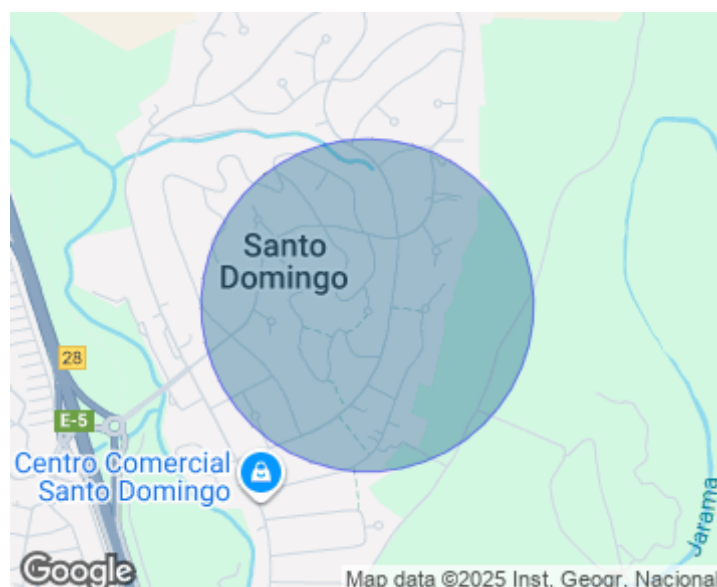 Santo
Domingo
28
E-5
Centro Comercial
Santo Domingo
Jarama
Google
Map data ©2025 Inst. Geogr. Nacional